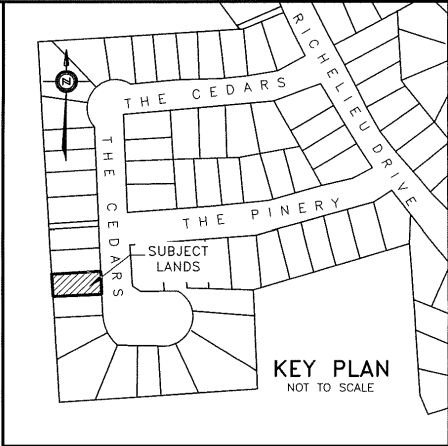 RICHELIEU DRIVE
THE CEDARS
N
THE CEDARS
THE PINERY
SUBJECT
LANDS
KEY PLAN
NOT TO SCALE